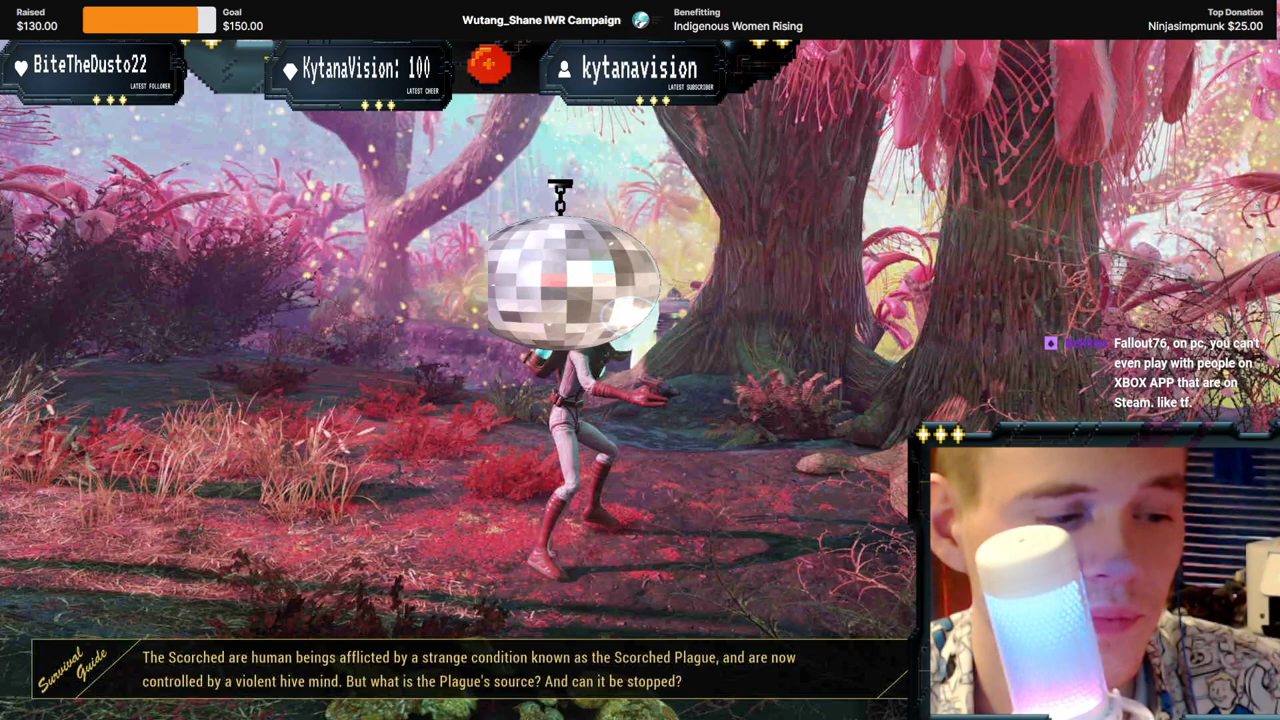 Raised
$130.00
Goal
$150.00
Wutang_Shane IWR Campaign
Benefitting
Indigenous Women Rising
Top Donation
Ninjasimpmunk $25.00
BiteTheDusto22
LATEST FOLLOWER
KytanaVision: 100
LATEST CHEER
kytanavision
LATEST SUBSCRIBER
Fallout76, on pc, you can't
even play with people on
XBOX APP that are on
Steam. like tf.
Survival
Guide
The Scorched are human beings afflicted by a strange condition known as the Scorched Plague, and are now
controlled by a violent hive mind. But what is the Plague's source? And can it be stopped?